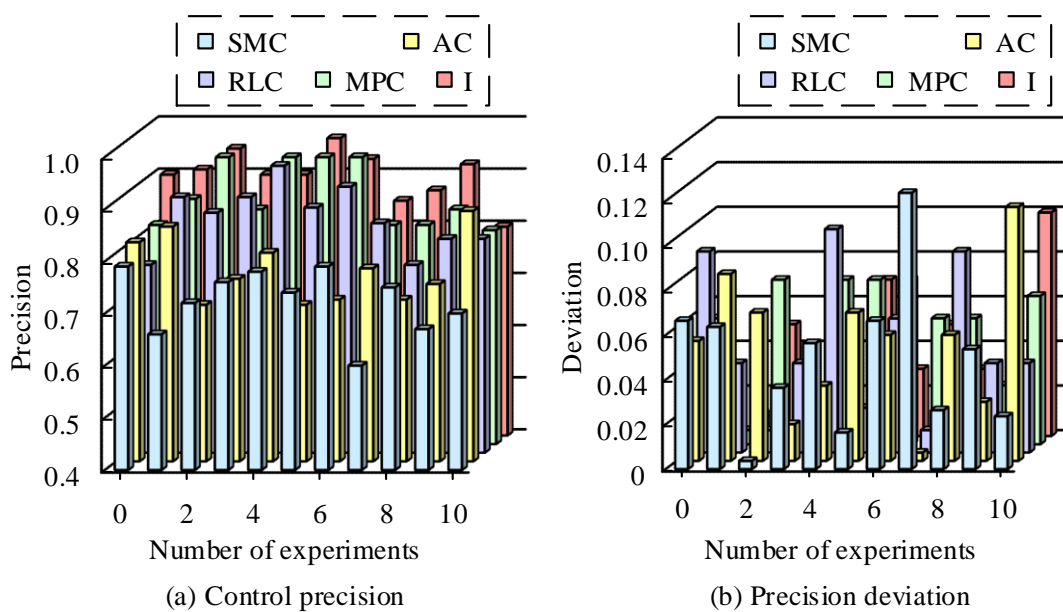 SMC AC
RLC MPC I
1.0
0.9
0.8
0.7
0.6
0.5
0.4
Precision
0 2 4 6 8 10
Number of experiments
(a) Control precision
SMC AC
RLC MPC I
0.14
0.12
0.10
0.08
0.06
0.04
0.02
0
Deviation
0 2 4 6 8 10
Number of experiments
(b) Precision deviation